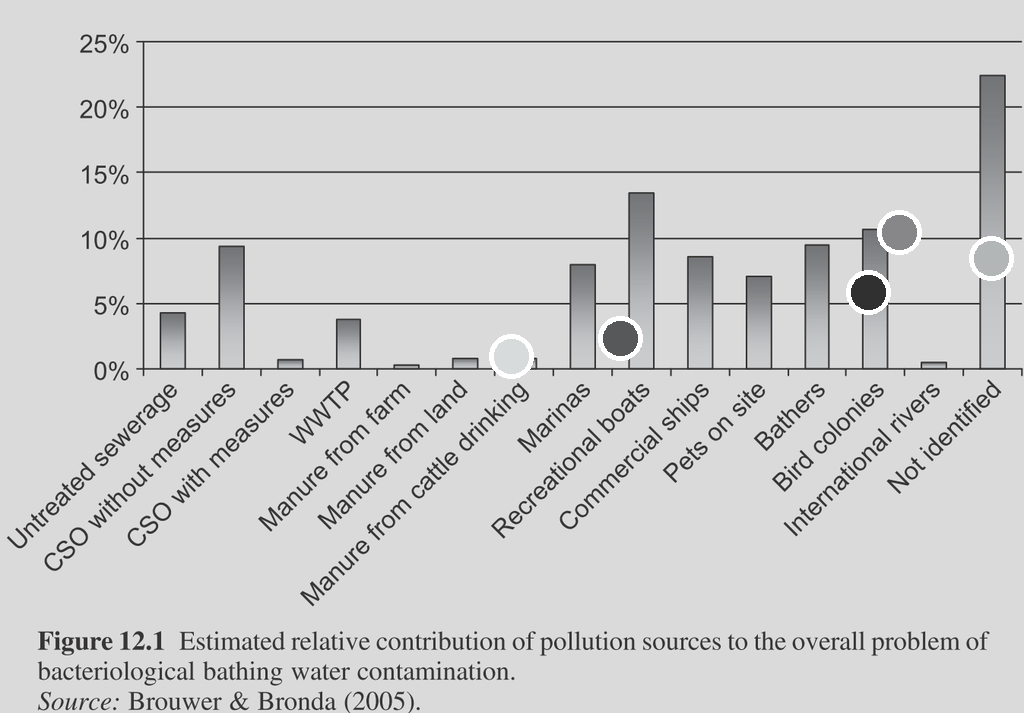 25%
20%
15%
10%
5%
0%
Untreated sewerage
CSO without measures
CSO with measures
WWTP
Manure from farm
Manure from land
Manure from cattle drinking
Marinas
Recreational boats
Commercial ships
Pets on site
Bathers
Bird colonies
International rivers
Not identified
Figure 12.1 Estimated relative contribution of pollution sources to the overall problem of
bacteriological bathing water contamination.
Source: Brouwer & Bronda (2005).